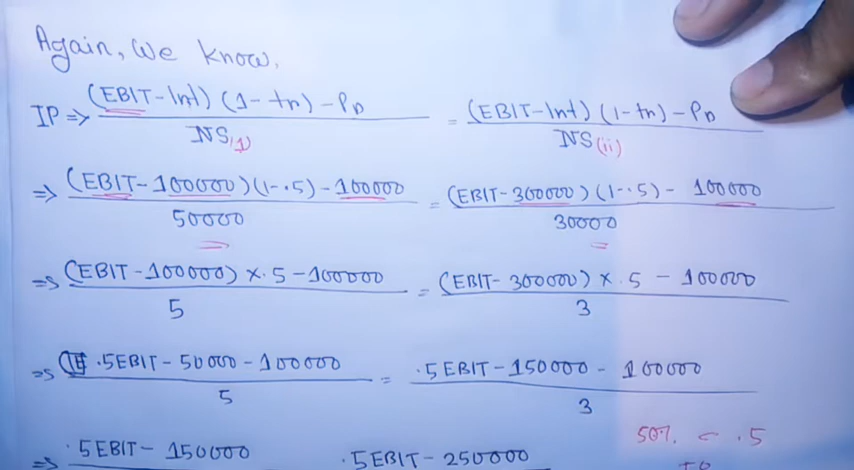 Again, We know,
IP => (EBIT-Int) (1-tn) - PD / NS(1) = (EBIT-Int) (1-tn) - PD / NS(ii)
=> (EBIT-100000)(1-.5) - 100000 / 50000 = (EBIT-300000)(1-.5) - 100000 / 30000
=> (EBIT-100000) x.5 - 100000 / 5 = (EBIT-300000) x .5 - 100000 / 3
=> .5EBIT - 50000 - 100000 / 5 = .5EBIT - 150000 - 100000 / 3
50%. = .5
=> .5EBIT - 150000 .5EBIT - 250000